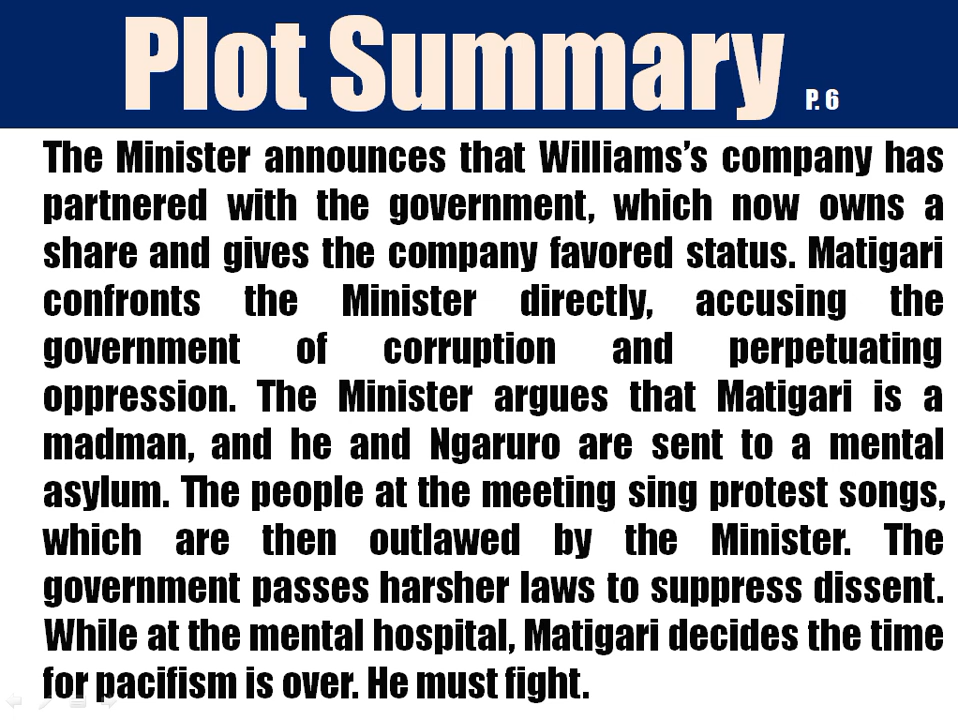 Plot Summary P. 6
The Minister announces that Williams’s company has
partnered with the government, which now owns a
share and gives the company favored status. Matigari
confronts the Minister directly, accusing the
government of corruption and perpetuating
oppression. The Minister argues that Matigari is a
madman, and he and Ngaruro are sent to a mental
asylum. The people at the meeting sing protest songs,
which are then outlawed by the Minister. The
government passes harsher laws to suppress dissent.
While at the mental hospital, Matigari decides the time
for pacifism is over. He must fight.